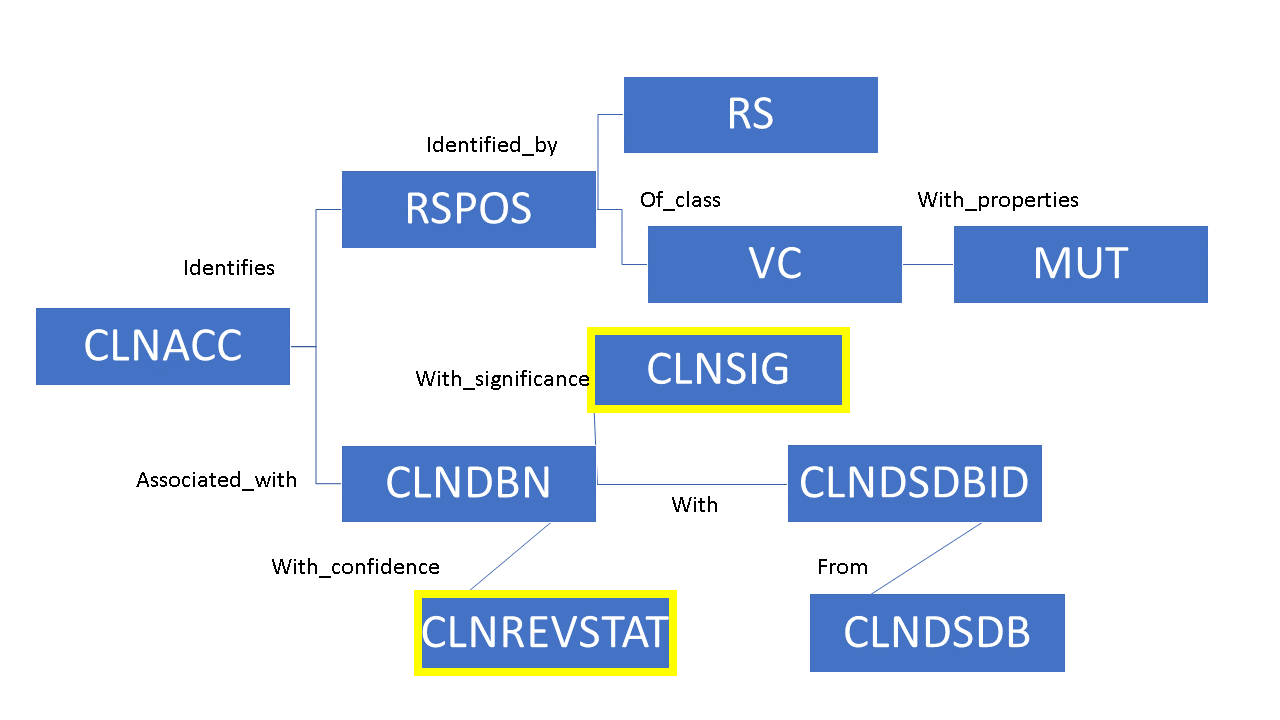 RS
Identified_by
RSPOS
Of_class
With_properties
VC
MUT
Identifies
CLNACC
CLNSIG
With_significance
Associated_with
CLNDBN
CLNDSDBID
With
With_confidence
From
CLNREVSTAT
CLNDSDB